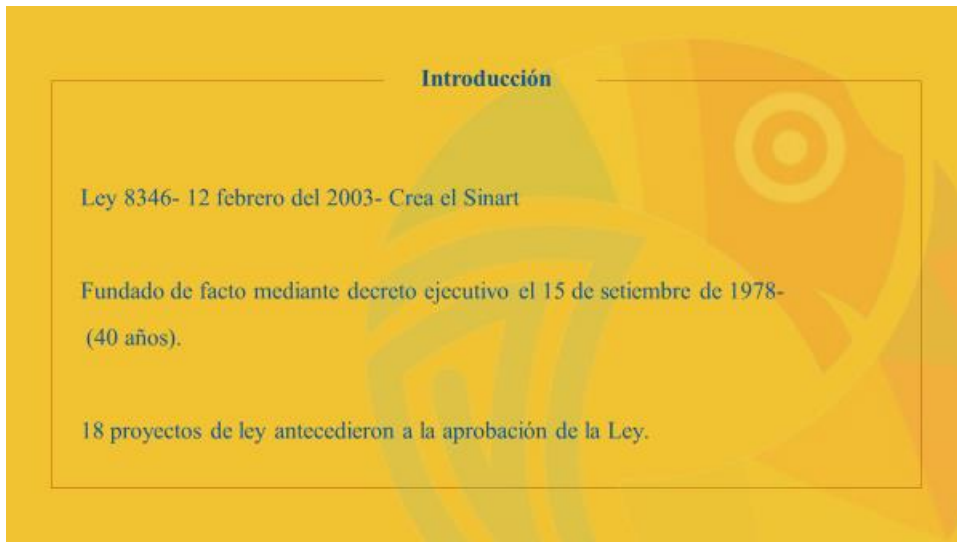 Introducción
Ley 8346- 12 febrero del 2003- Crea el Sinart
Fundado de facto mediante decreto ejecutivo el 15 de setiembre de 1978-
(40 años).
18 proyectos de ley antecedieron a la aprobación de la Ley.